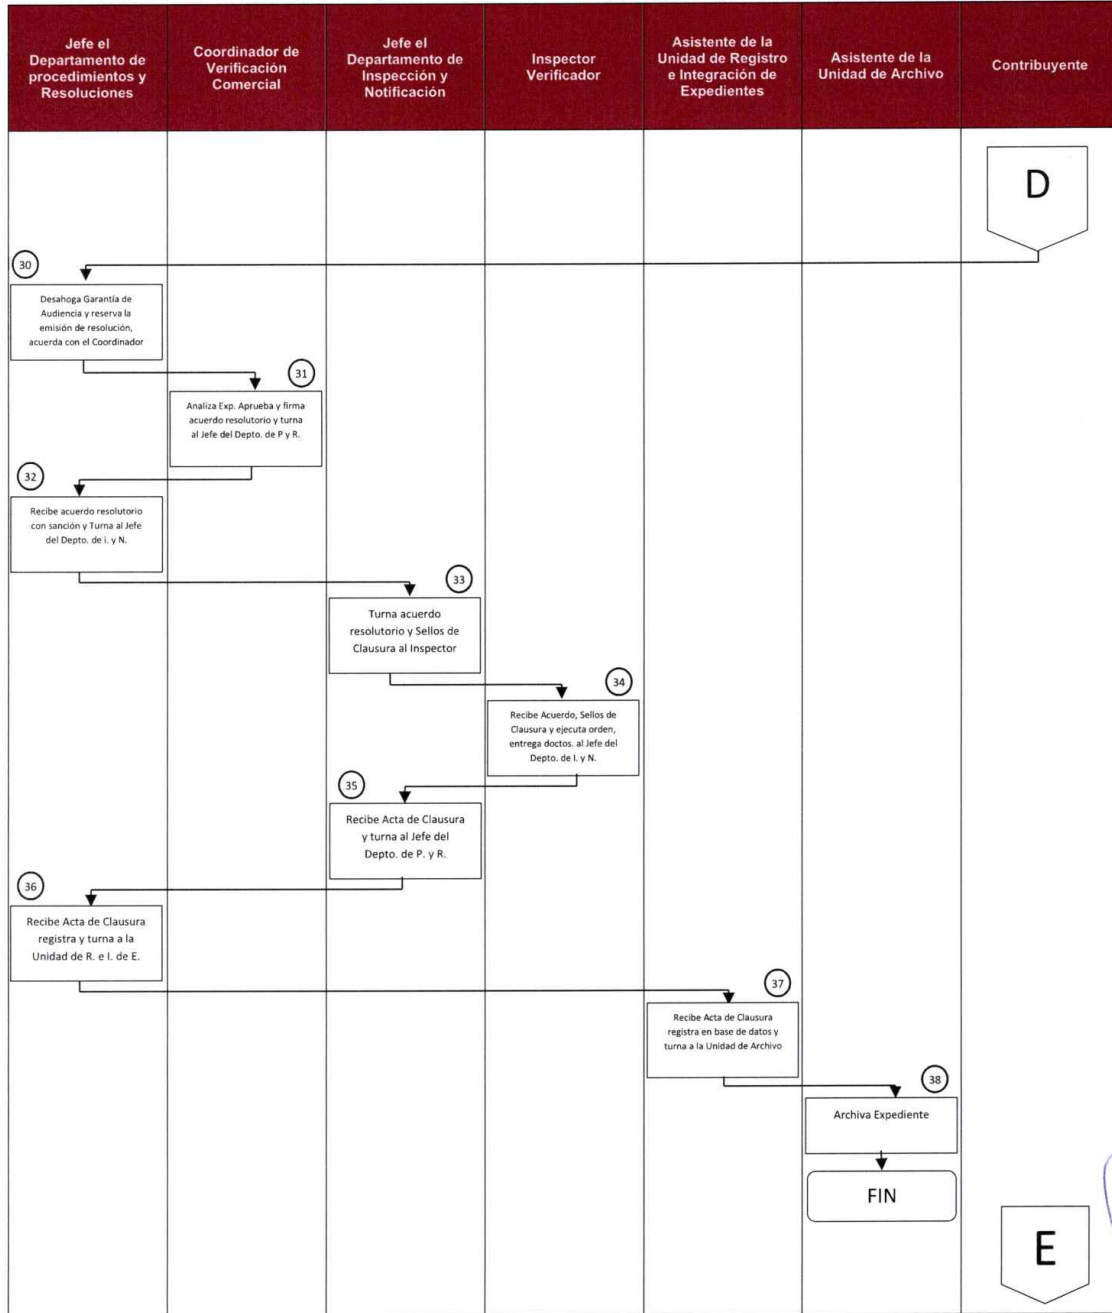 Jefe el
Departamento de
procedimientos y
Resoluciones
Coordinador de
Verificación
Comercial
Jefe el
Departamento de
Inspección y
Notificación
Inspector
Verificador
Asistente de la
Unidad de Registro
e Integración de
Expedientes
Asistente de la
Unidad de Archivo
Contribuyente
D
30
Desahoga Garantía de
Audiencia y reserva la
emisión de resolución,
acuerda con el Coordinador
31
Analiza Exp. Aprueba y firma
acuerdo resolutorio y turna
al Jefe del Depto. de P y R.
32
Recibe acuerdo resolutorio
con sanción y Turna al Jefe
del Depto. de i. y N.
33
Turna acuerdo
resolutorio y Sellos de
Clausura al Inspector
34
Recibe Acuerdo, Sellos de
Clausura y ejecuta orden,
entrega doctos. al Jefe del
Depto. de I. y N.
35
Recibe Acta de Clausura
y turna al Jefe del
Depto. de P. y R.
36
Recibe Acta de Clausura
registra y turna a la
Unidad de R. e I. de E.
37
Recibe Acta de Clausura
registra en base de datos y
turna a la Unidad de Archivo
38
Archiva Expediente
FIN
E